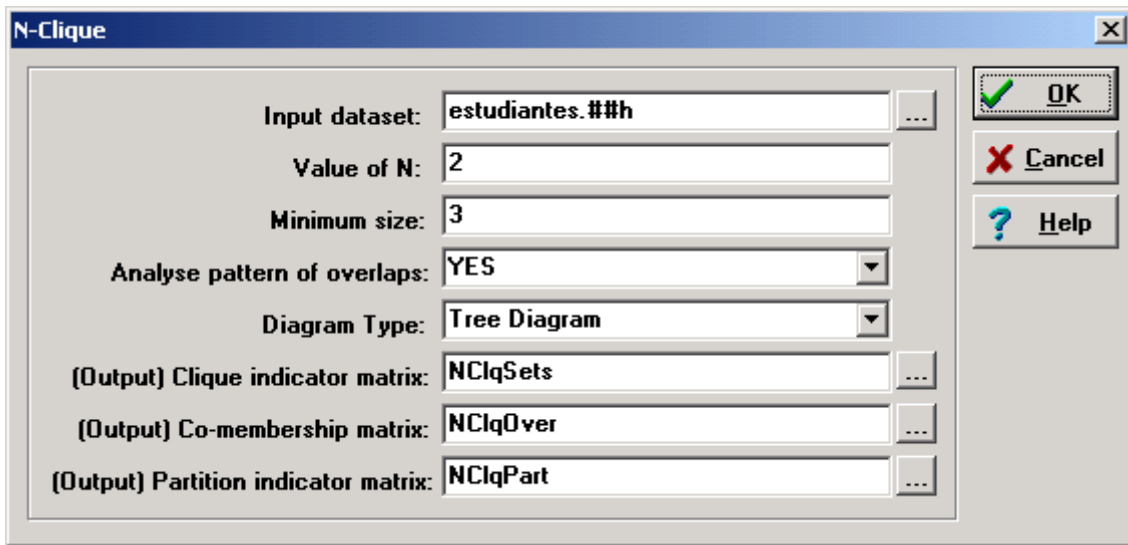 N-Clique
Input dataset: estudiantes.##h ...
Value of N: 2
Minimum size: 3
Analyse pattern of overlaps: YES
Diagram Type: Tree Diagram
(Output) Clique indicator matrix: NClqSets ...
(Output) Co-membership matrix: NClqOver ...
(Output) Partition indicator matrix: NClqPart ...
OK
Cancel
? Help